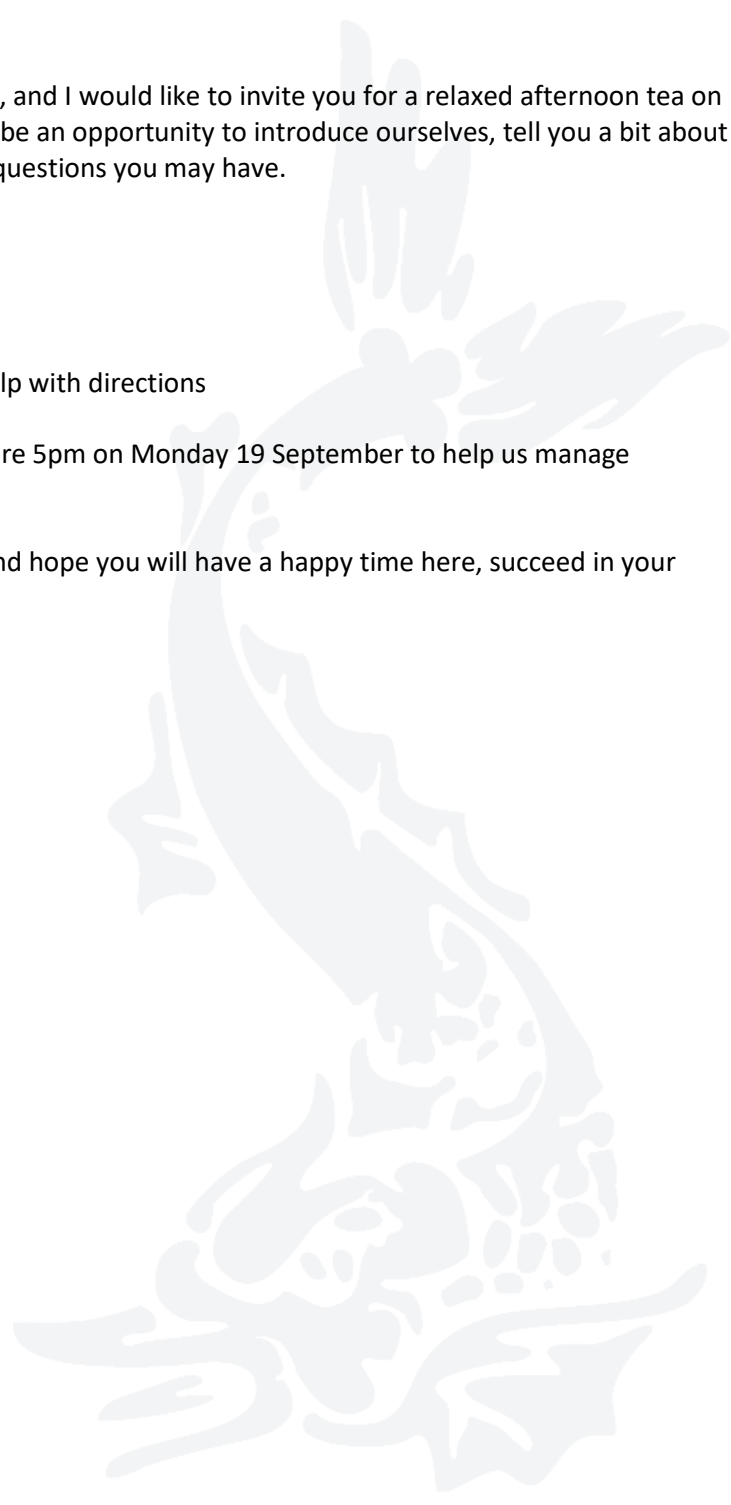 , and I would like to invite you for a relaxed afternoon tea on
be an opportunity to introduce ourselves, tell you a bit about
questions you may have.
lp with directions
re 5pm on Monday 19 September to help us manage
nd hope you will have a happy time here, succeed in your